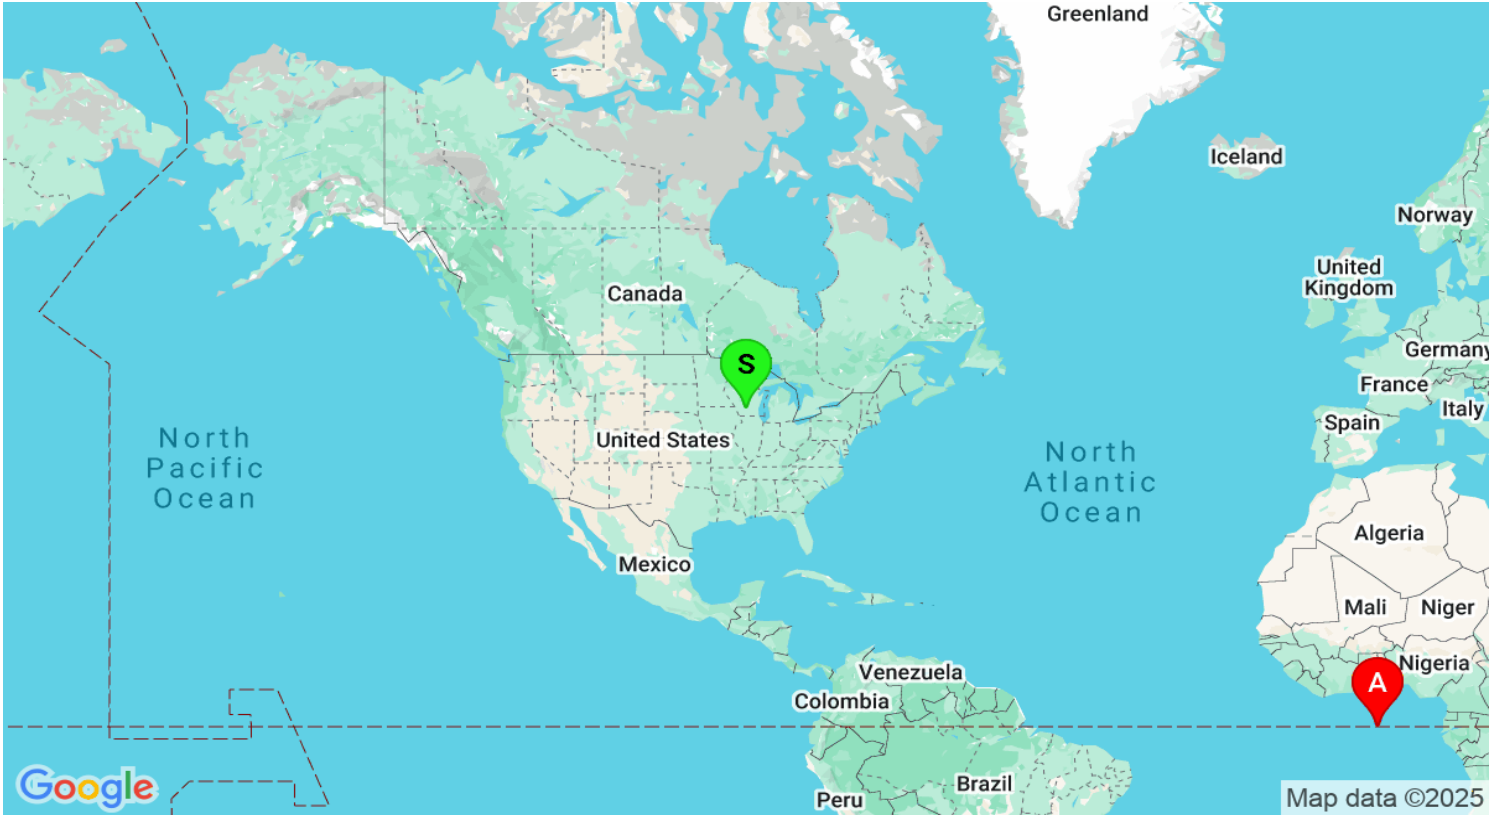 Greenland
Iceland
Norway
United
Kingdom
Canada
Germany
S
France
Italy
Spain
North
Pacific
Ocean
United States
North
Atlantic
Ocean
Algeria
Mexico
Mali
Niger
Nigeria
Venezuela
A
Colombia
Brazil
Peru
Google
Map data ©2025